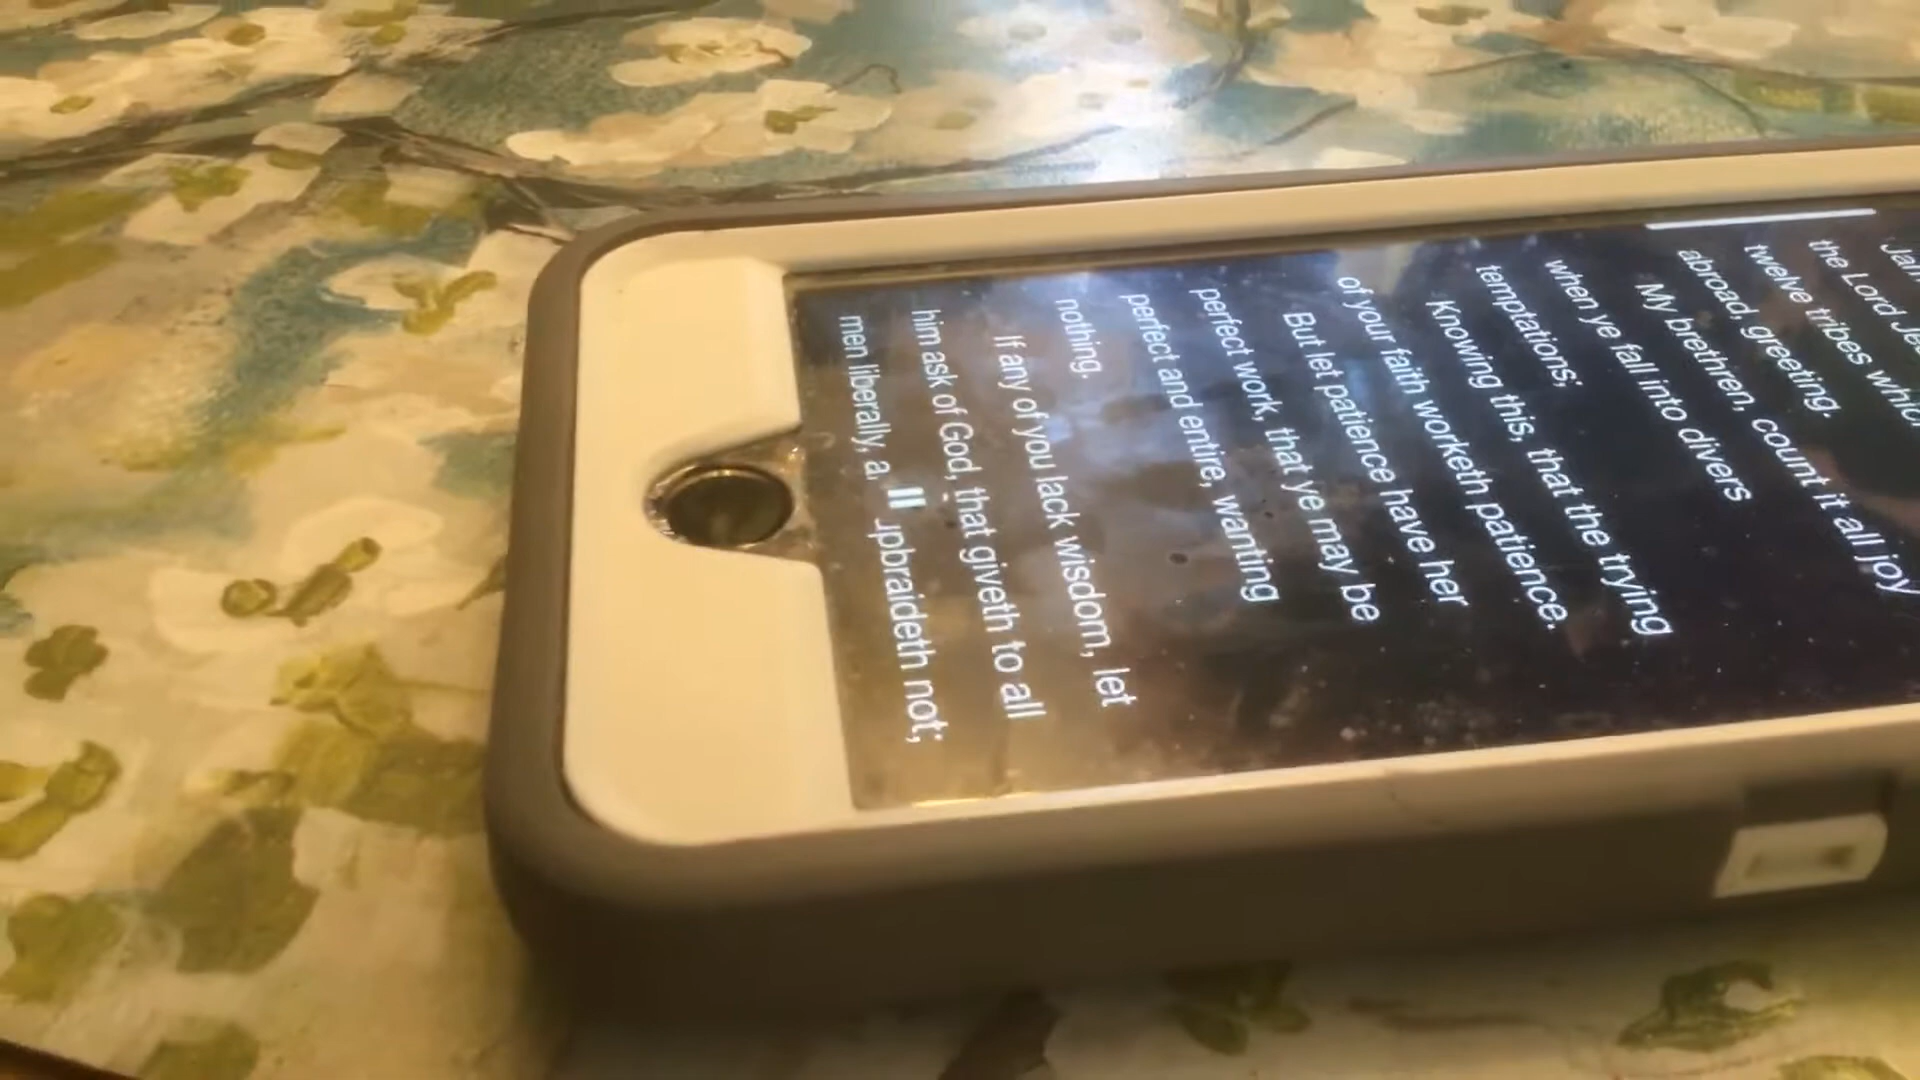 the Lord
twelve tribes
abroad greeting.
My brethren, count it all joy
when ye fall into divers
temptations;
Knowing this, that the trying
of your faith worketh patience.
But let patience have her
perfect work, that ye may be
perfect and entire, wanting
nothing.
If any of you lack wisdom, let
him ask of God, that giveth to all
men liberally, a pbraideth not;